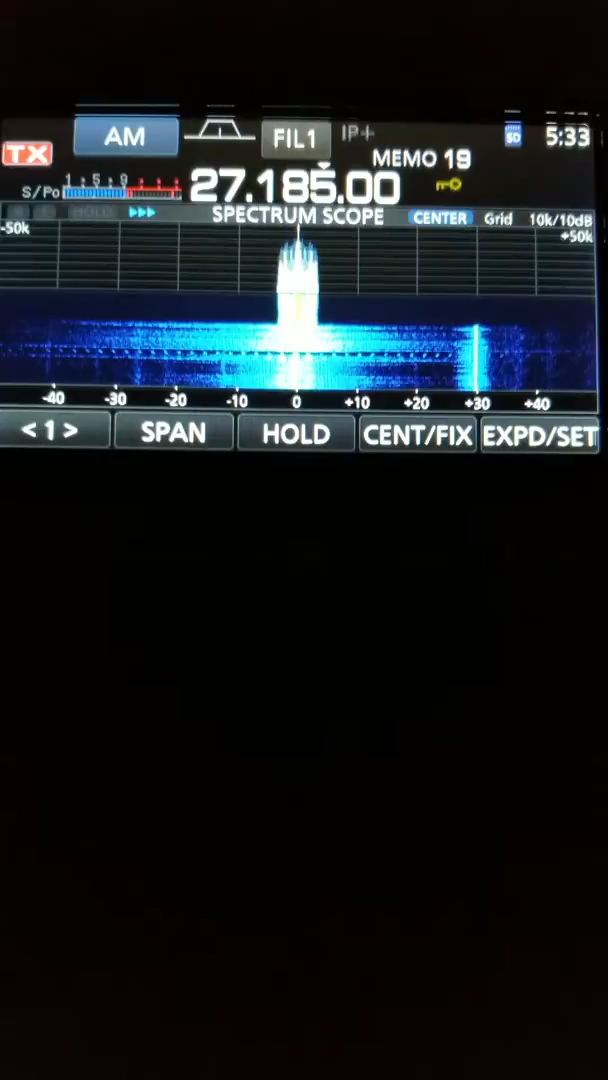 AM FIL1 IP+ SD 5:33
TX MEMO 19
S/Po 1 5 9 27.185.00
HOLD SPECTRUM SCOPE CENTER Grid 10k/10dB
-50k +50k
-40 -30 -20 -10 0 +10 +20 +30 +40
<1> SPAN HOLD CENT/FIX EXPD/SET